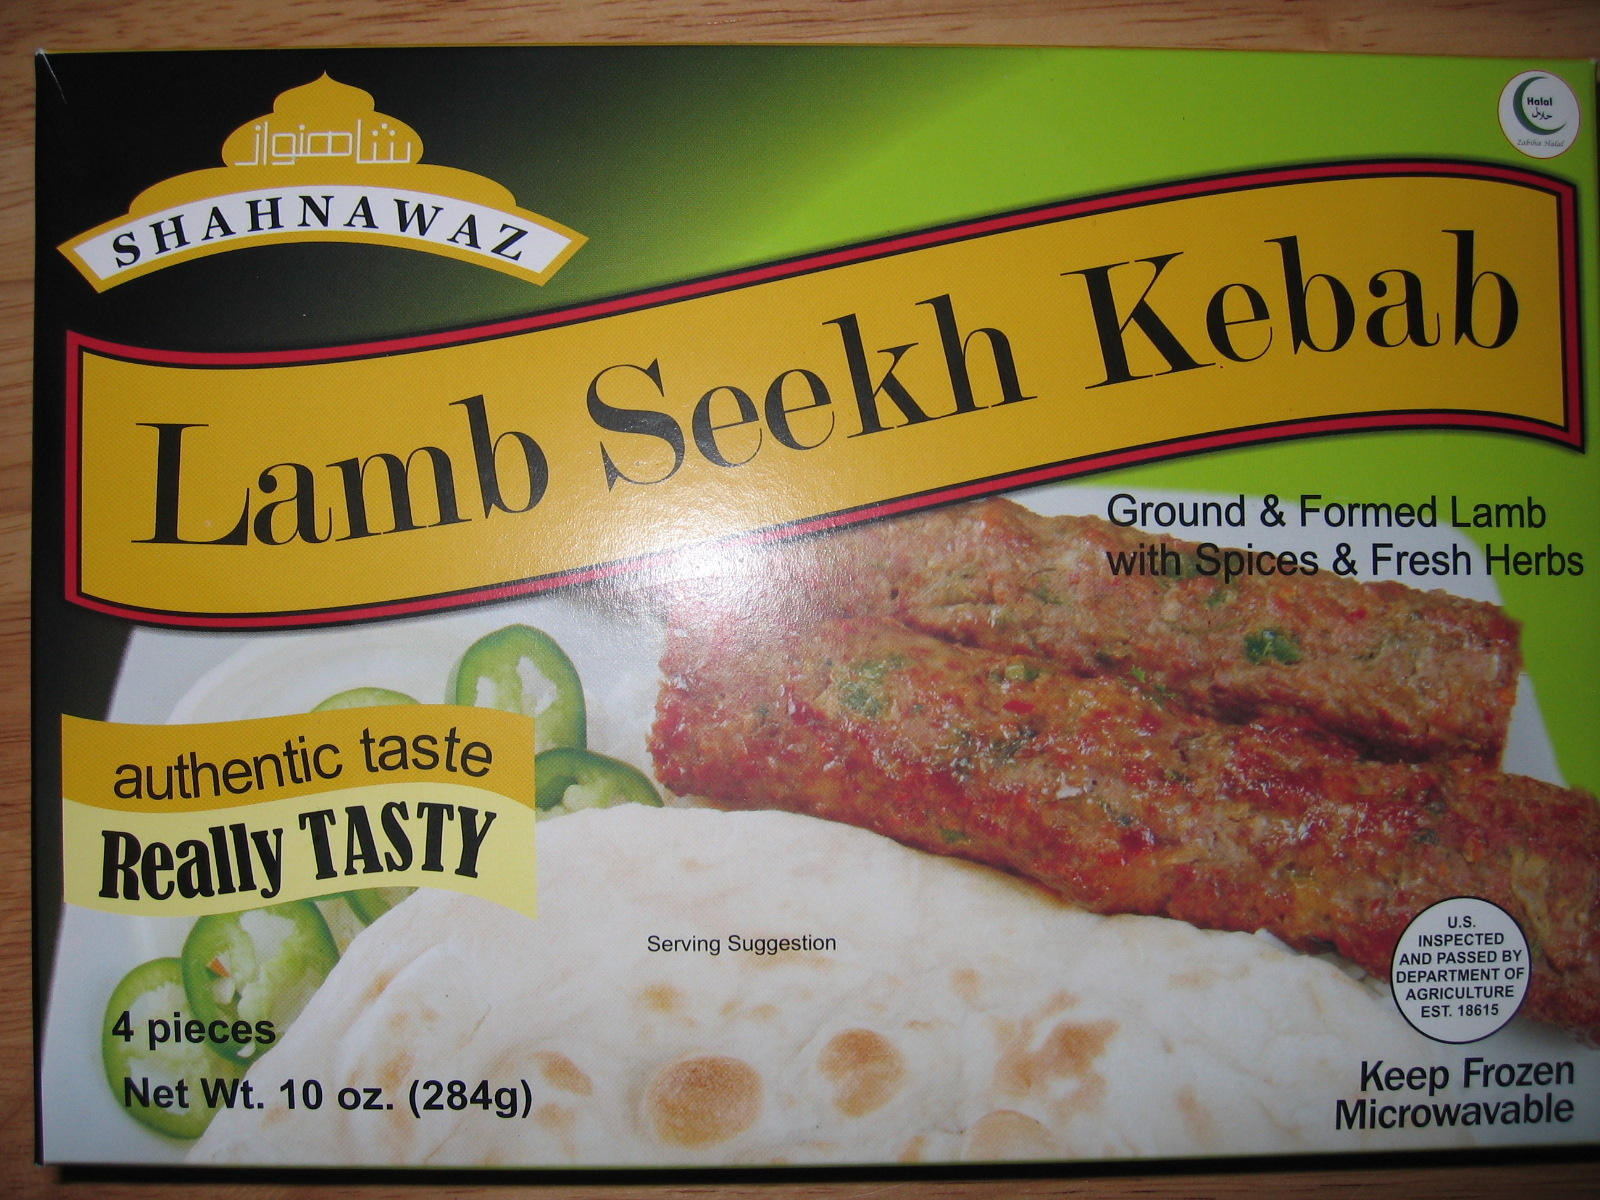 شاهنواز
SHAHNAWAZ
Halal
حلال
Zabiha Halal
Lamb Seekh Kebab
Ground & Formed Lamb
with Spices & Fresh Herbs
authentic taste
Really TASTY
Serving Suggestion
4 pieces
Net Wt. 10 oz. (284g)
U.S.
INSPECTED
AND PASSED BY
DEPARTMENT OF
AGRICULTURE
EST. 18615
Keep Frozen
Microwavable